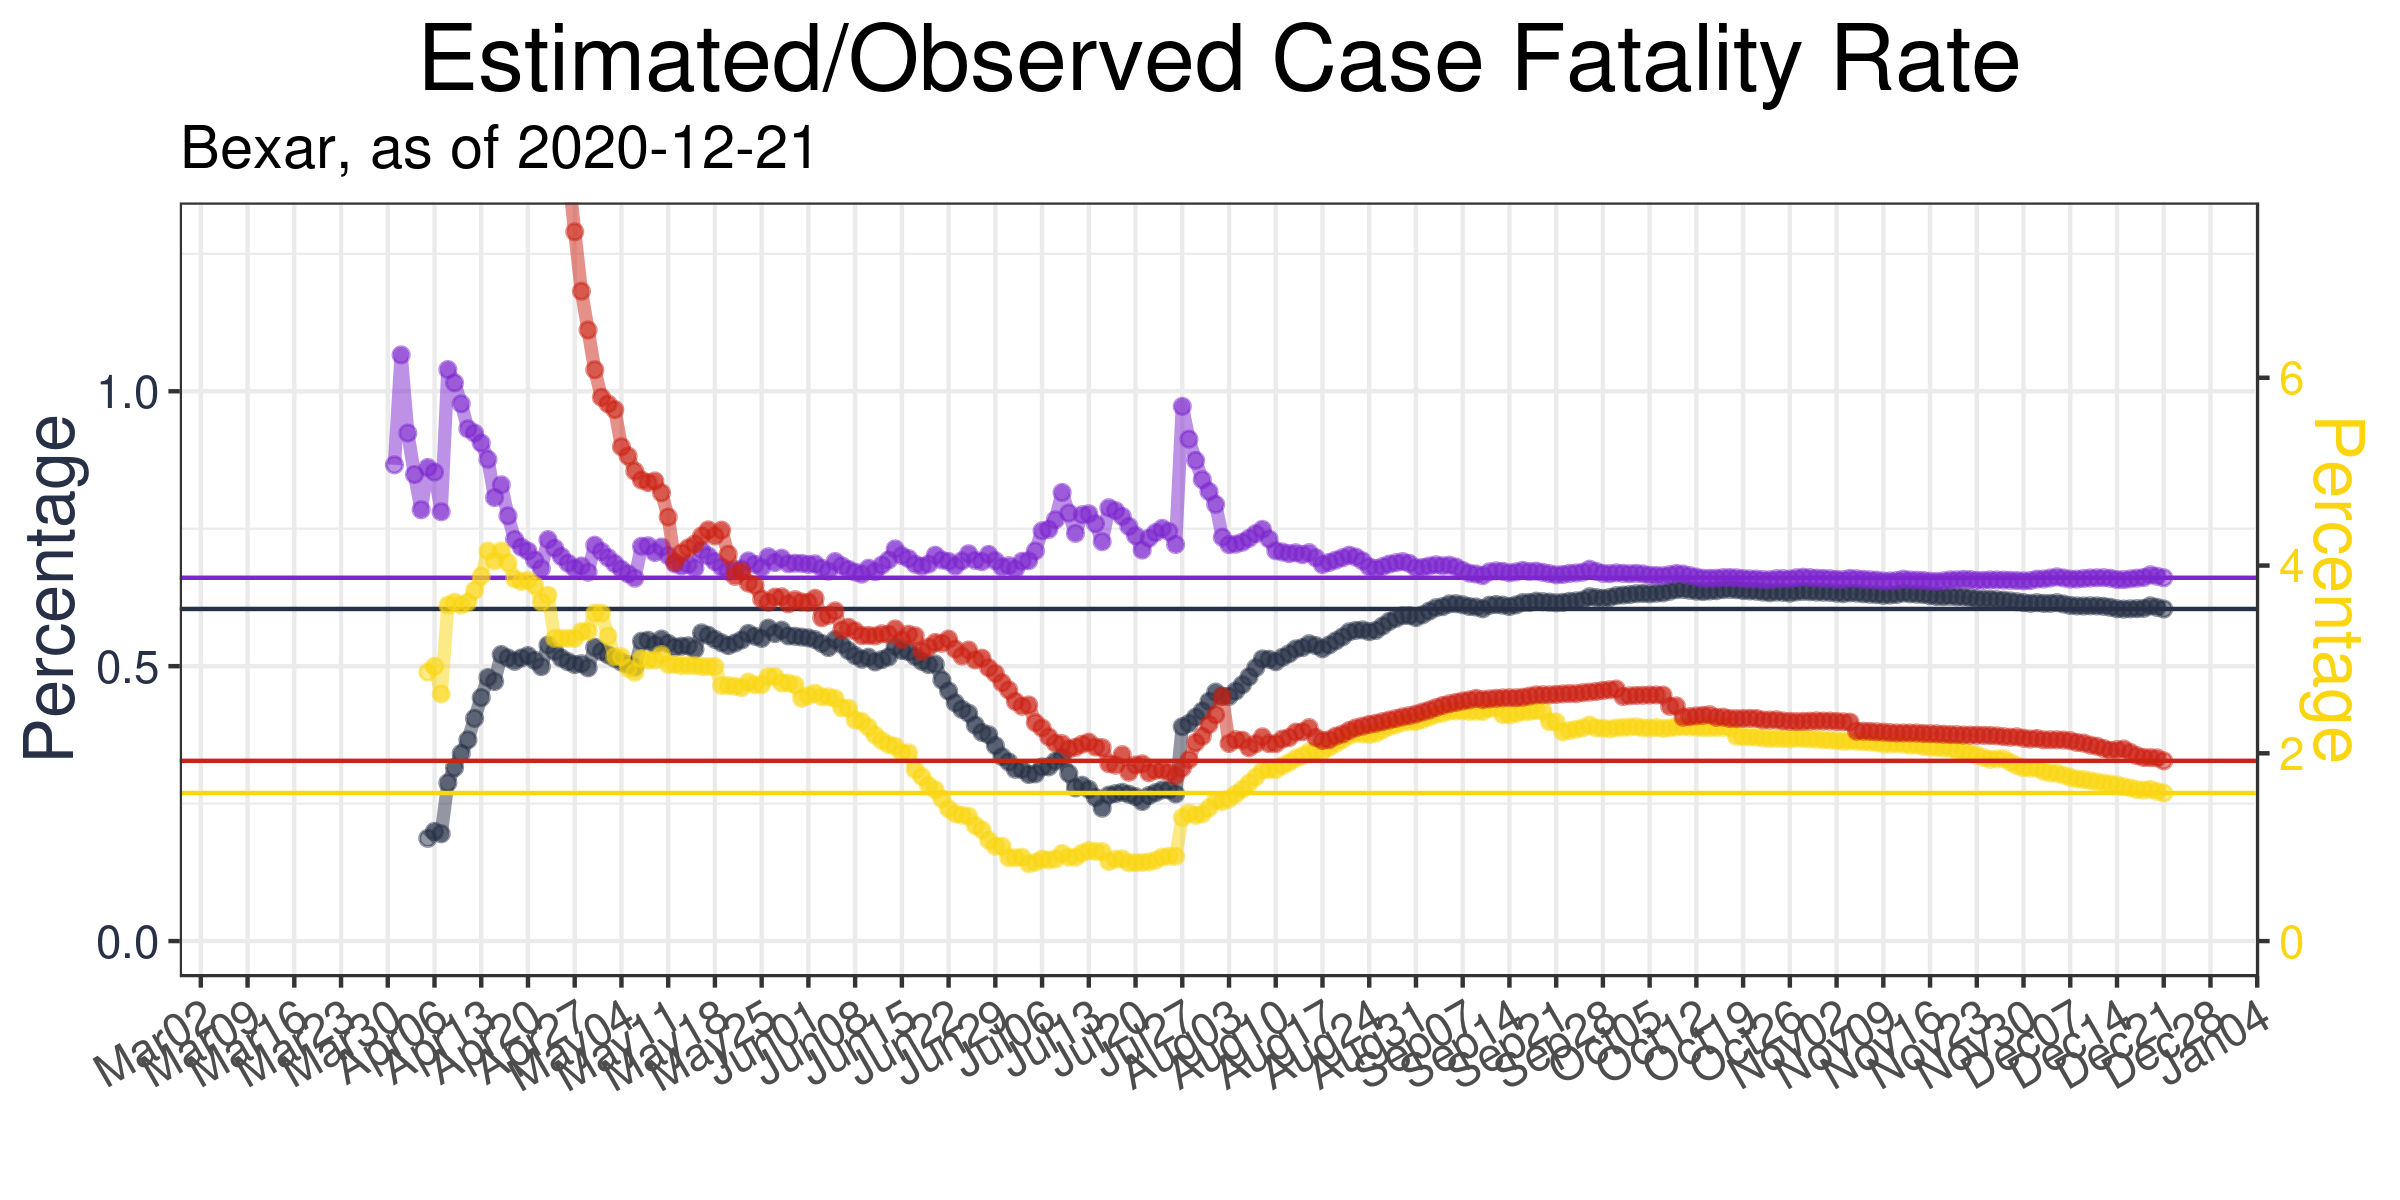 Estimated/Observed Case Fatality Rate
Bexar, as of 2020-12-21
Percentage
1.0
0.5
0.0
6
4
2
0
Percentage
Mar02
Mar09
Mar16
Mar23
Mar30
Apr06
Apr13
Apr20
Apr27
May04
May11
May18
May25
Jun01
Jun08
Jun15
Jun22
Jun29
Jul06
Jul13
Jul20
Jul27
Aug03
Aug10
Aug17
Aug24
Aug31
Sep07
Sep14
Sep21
Sep28
Oct05
Oct12
Oct19
Oct26
Nov02
Nov09
Nov16
Nov23
Nov30
Dec07
Dec14
Dec21
Dec28
Jan04